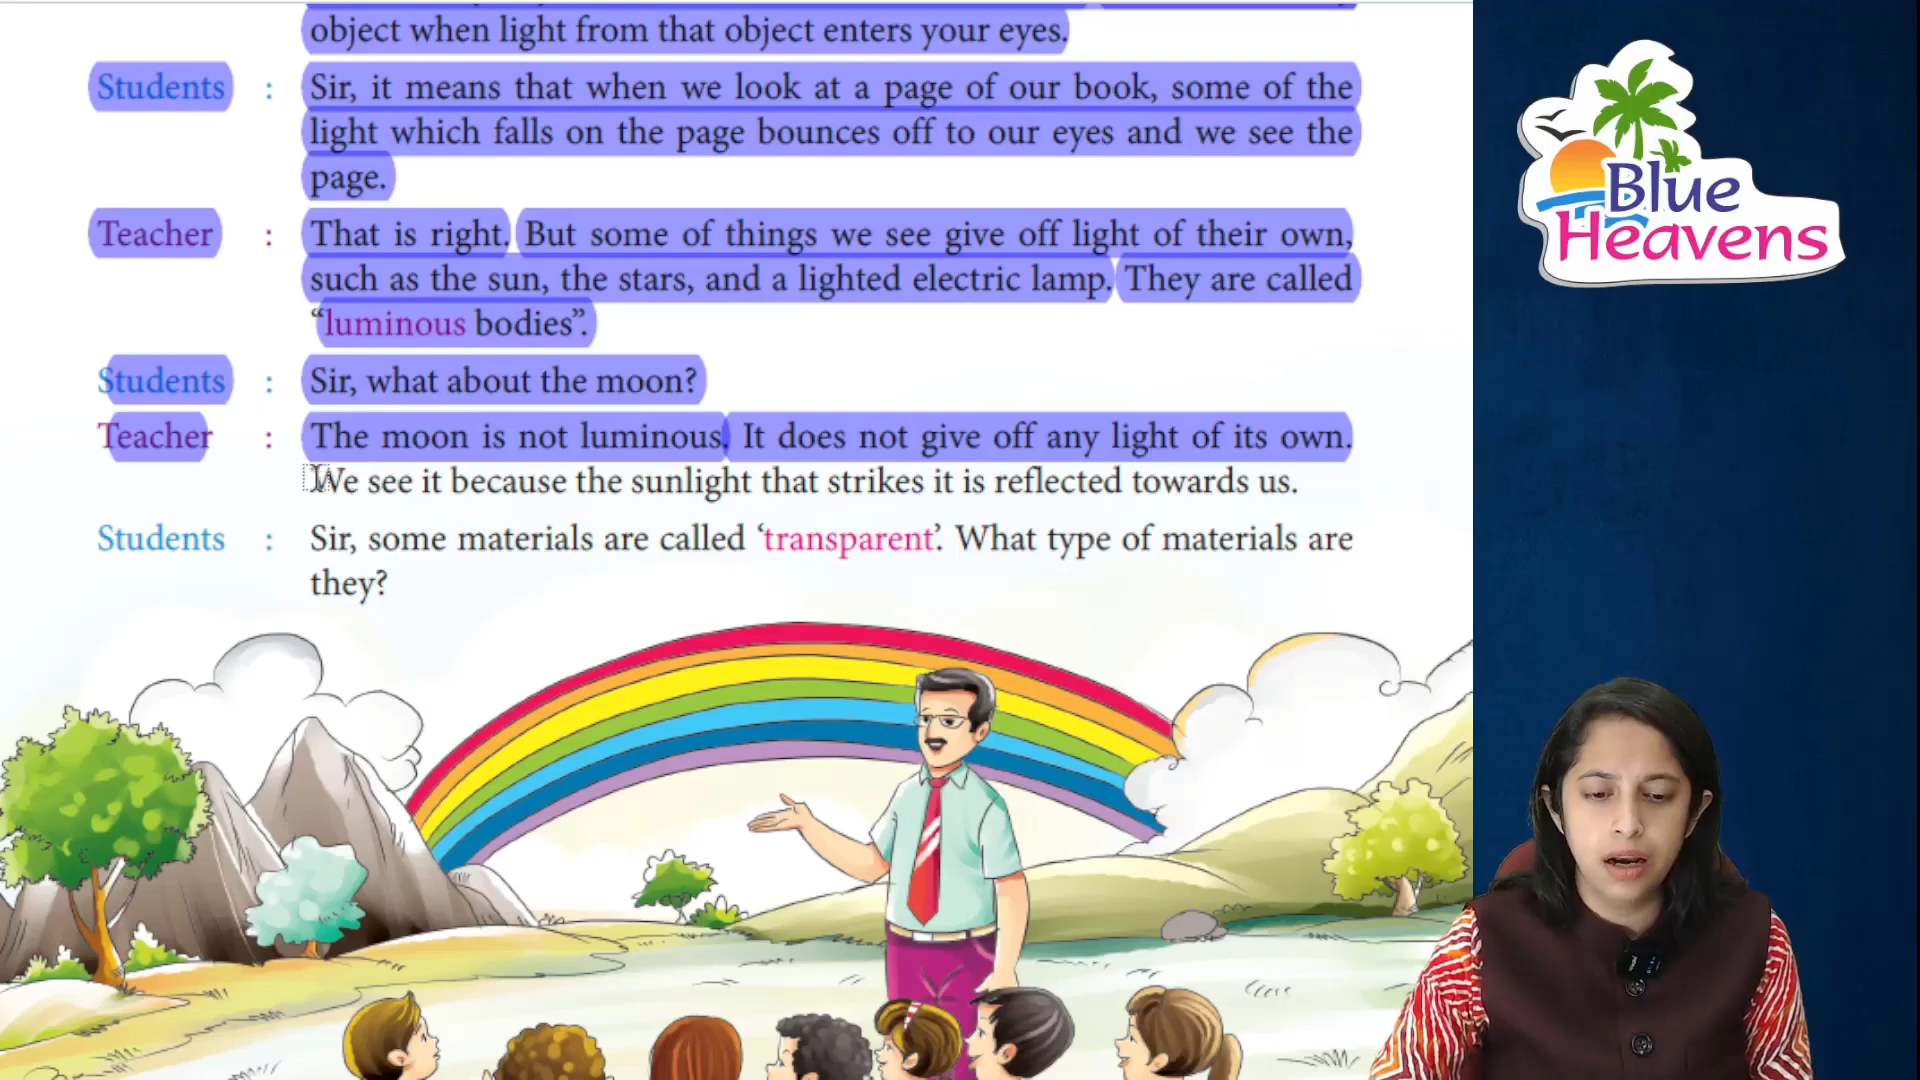 object when light from that object enters your eyes.
Students : Sir, it means that when we look at a page of our book, some of the
light which falls on the page bounces off to our eyes and we see the
page.
Teacher : That is right. But some of things we see give off light of their own,
such as the sun, the stars, and a lighted electric lamp. They are called
“luminous bodies”.
Students : Sir, what about the moon?
Teacher : The moon is not luminous. It does not give off any light of its own.
We see it because the sunlight that strikes it is reflected towards us.
Students : Sir, some materials are called ‘transparent’. What type of materials are
they?
Blue
Heavens